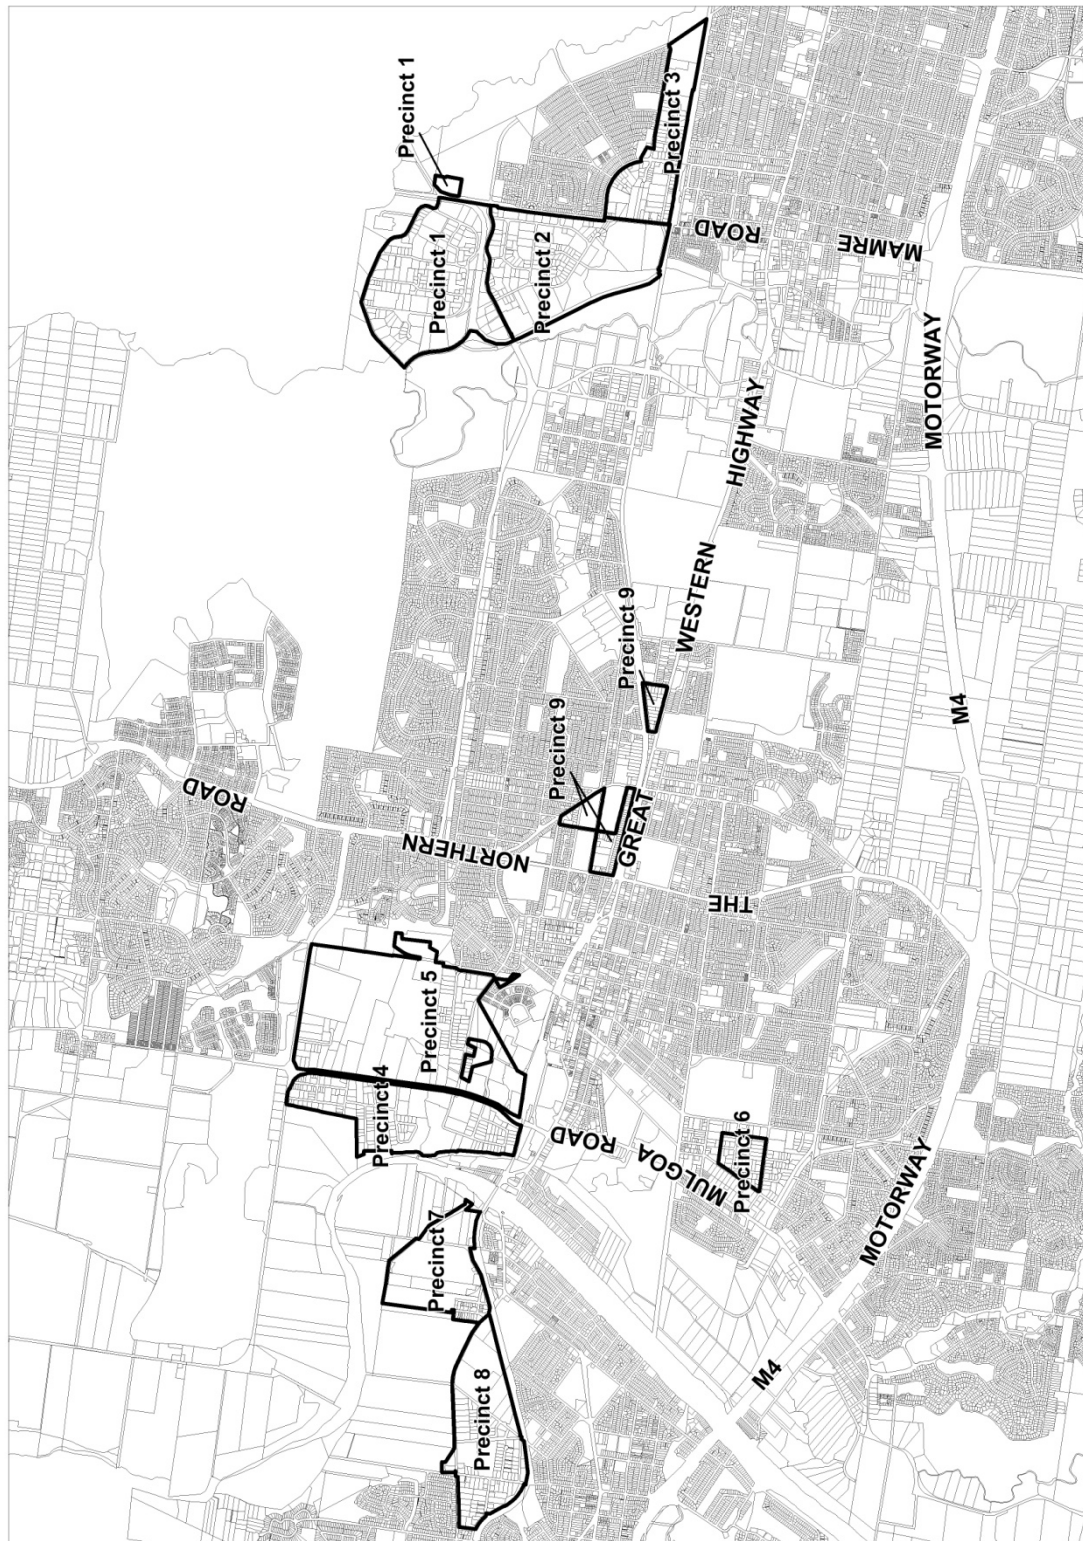 Precinct 1
Precinct 3
Precinct 1
Precinct 2
ROAD
MAMRE
MOTORWAY
HIGHWAY
WESTERN
Precinct 9
Precinct 9
M4
ROAD
NORTHERN
GREAT
THE
Precinct 5
Precinct 4
ROAD
MULGOA
Precinct 6
MOTORWAY
Precinct 7
M4
Precinct 8